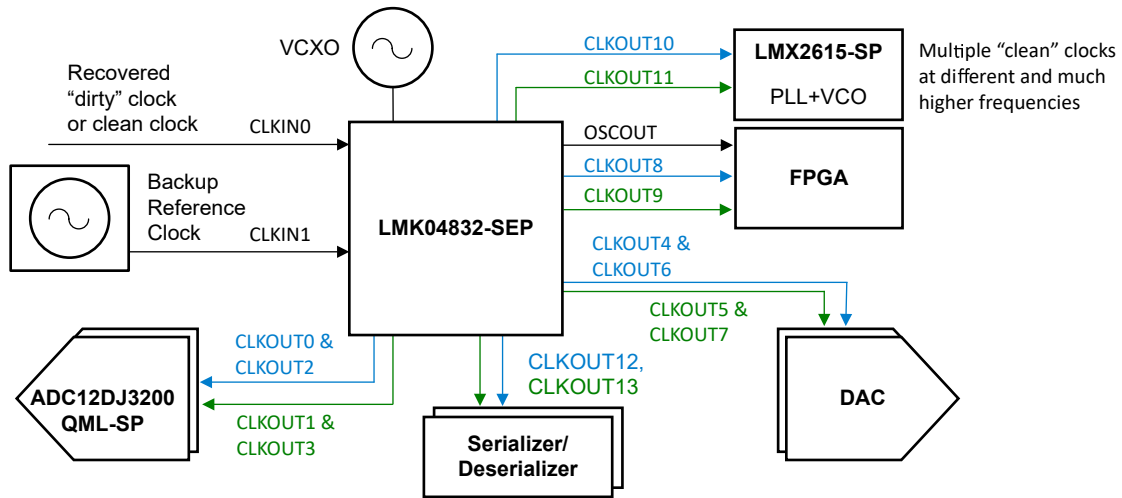 VCXO
Recovered
“dirty” clock
or clean clock
CLKIN0
Backup
Reference
Clock
CLKIN1
LMK04832-SEP
CLKOUT10
CLKOUT11
LMX2615-SP
PLL+VCO
Multiple “clean” clocks
at different and much
higher frequencies
OSCOUT
CLKOUT8
CLKOUT9
FPGA
CLKOUT4 &
CLKOUT6
CLKOUT5 &
CLKOUT7
DAC
CLKOUT0 &
CLKOUT2
ADC12DJ3200
QML-SP
CLKOUT1 &
CLKOUT3
CLKOUT12,
CLKOUT13
Serializer/
Deserializer